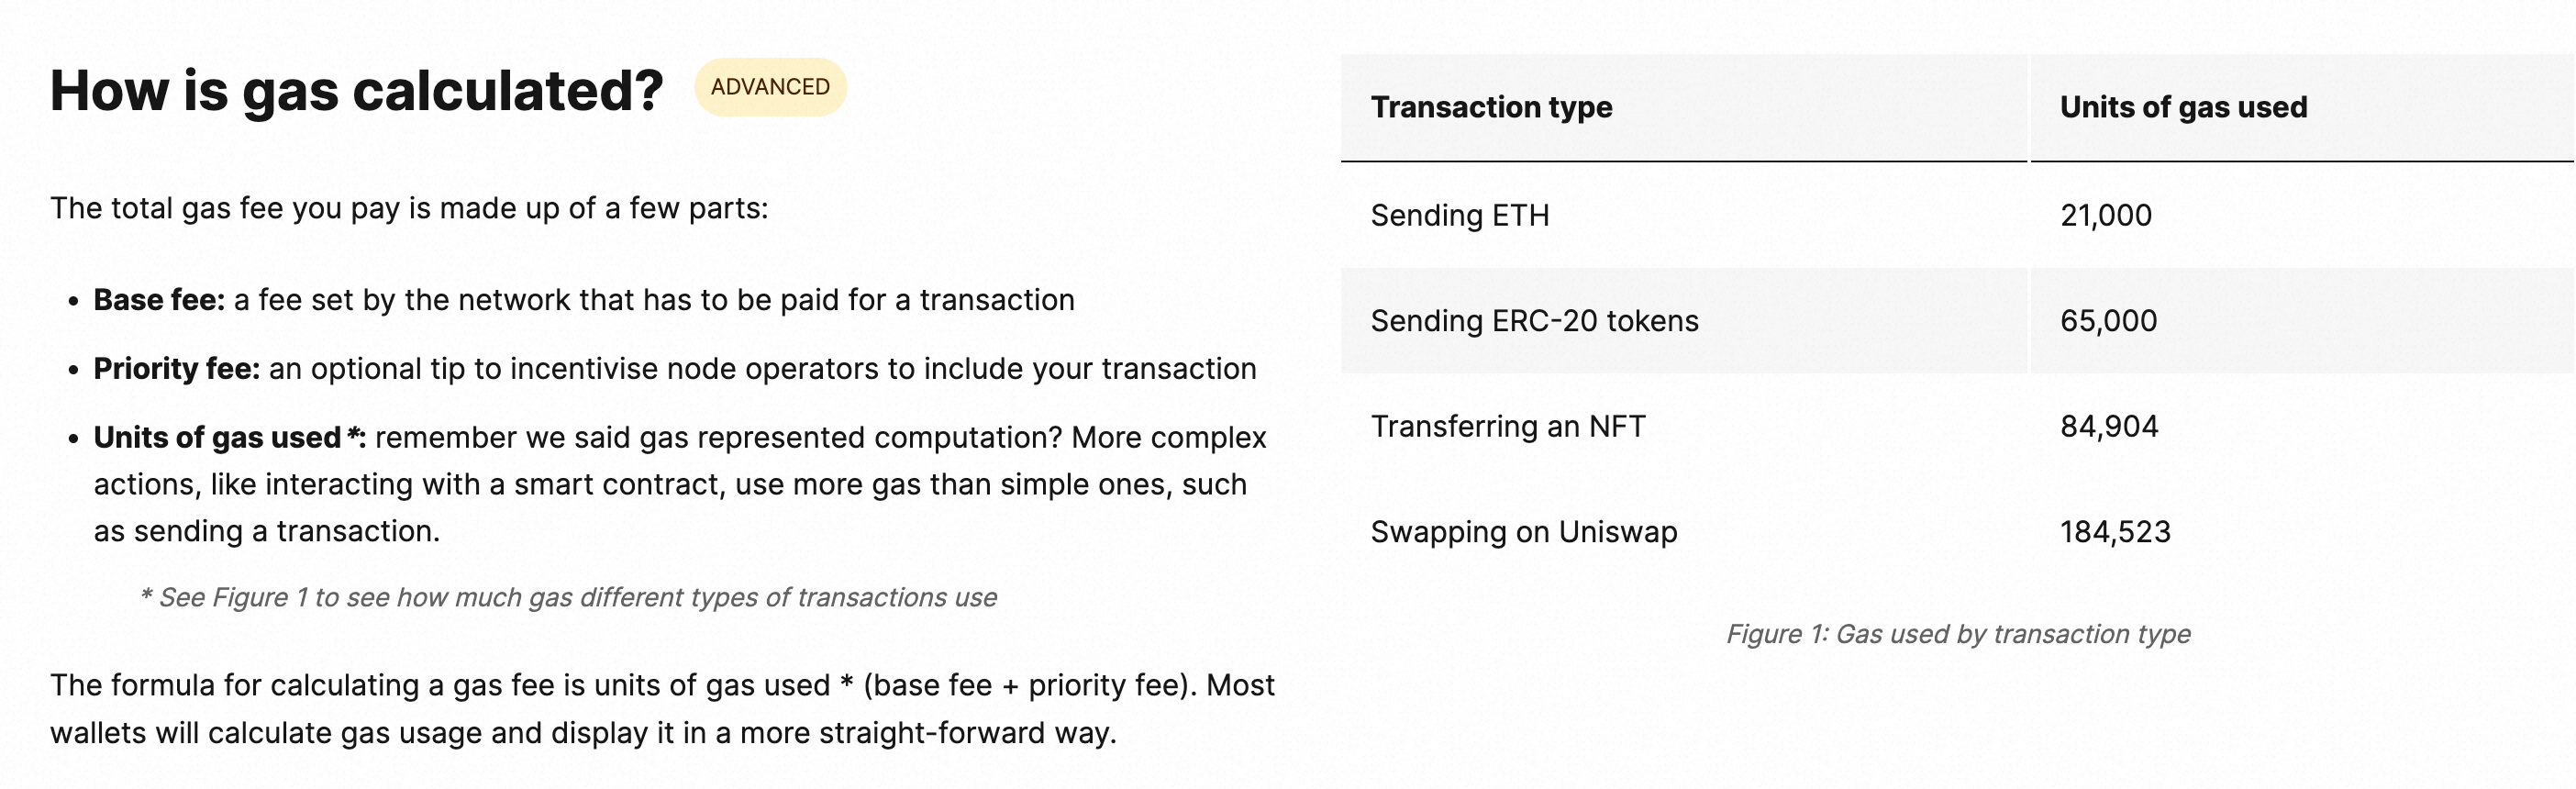 How is gas calculated? ADVANCED
The total gas fee you pay is made up of a few parts:
• Base fee: a fee set by the network that has to be paid for a transaction
• Priority fee: an optional tip to incentivise node operators to include your transaction
• Units of gas used*: remember we said gas represented computation? More complex
actions, like interacting with a smart contract, use more gas than simple ones, such
as sending a transaction.
* See Figure 1 to see how much gas different types of transactions use
The formula for calculating a gas fee is units of gas used * (base fee + priority fee). Most
wallets will calculate gas usage and display it in a more straight-forward way.
Transaction type Units of gas used
Sending ETH 21,000
Sending ERC-20 tokens 65,000
Transferring an NFT 84,904
Swapping on Uniswap 184,523
Figure 1: Gas used by transaction type